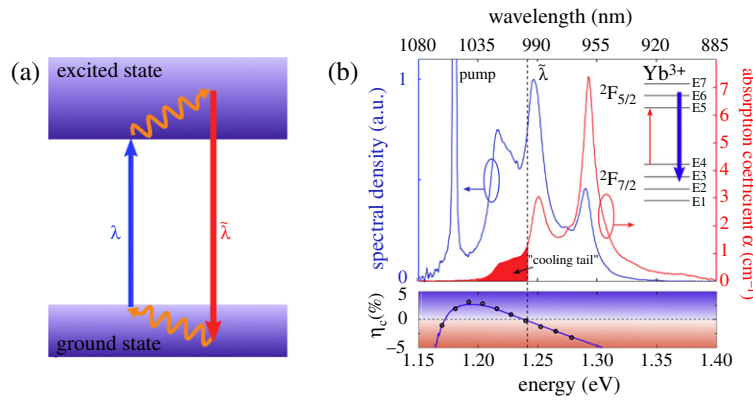 (a)
excited state
λ
λ̃
ground state
(b)
wavelength (nm)
1080 1035 990 955 920 885
spectral density (a.u.)
1
0
pump
λ̃
Yb³⁺
²F₅/₂
E7
E6
E5
²F₇/₂
E4
E3
E2
E1
"cooling tail"
absorption coefficient α (cm⁻¹)
7
6
5
4
3
2
1
0
η꜀(%)
5
0
−5
1.15 1.20 1.25 1.30 1.35 1.40
energy (eV)